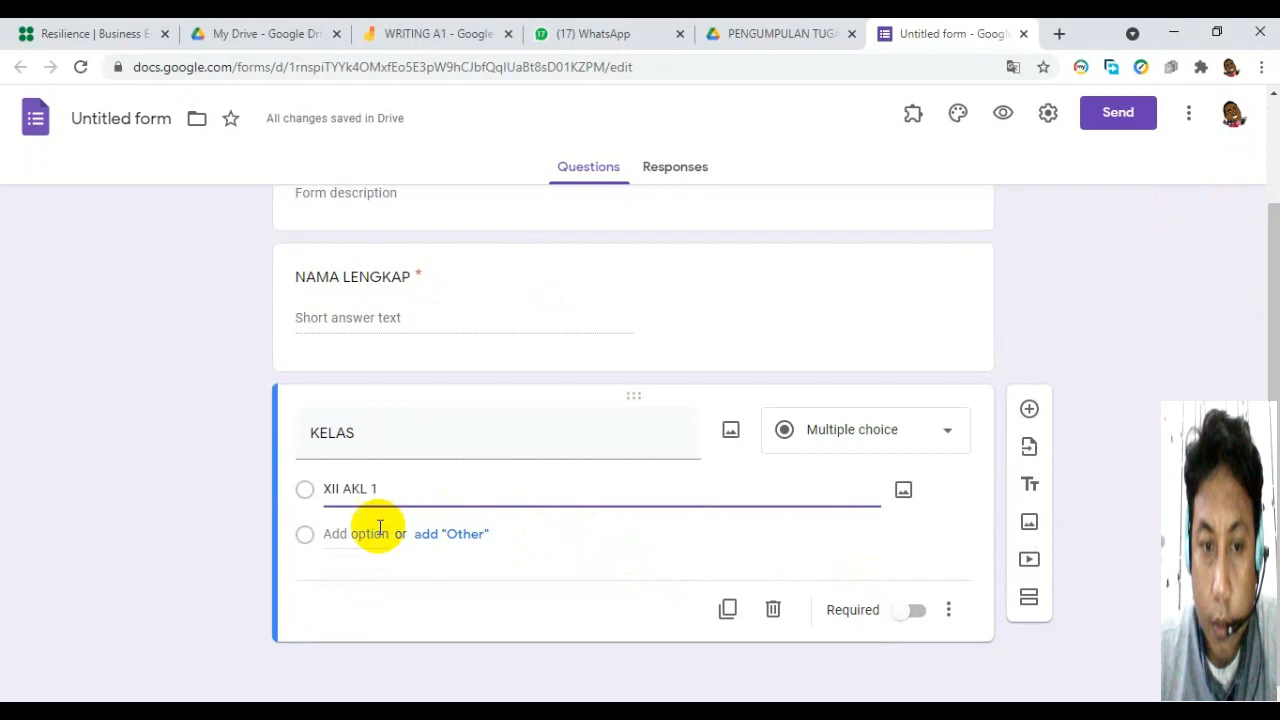 Resilience | Business E
My Drive - Google Dri
WRITING A1 - Google
(17) WhatsApp
PENGUMPULAN TUGA
Untitled form - Google
docs.google.com/forms/d/1rnspiTYYk4OMxfEo5E3pW9hCJbfQqIUaBt8sD01KZPM/edit
Untitled form
All changes saved in Drive
Send
Questions
Responses
Form description
NAMA LENGKAP *
Short answer text
KELAS
Multiple choice
XII AKL 1
Add option or add "Other"
Required